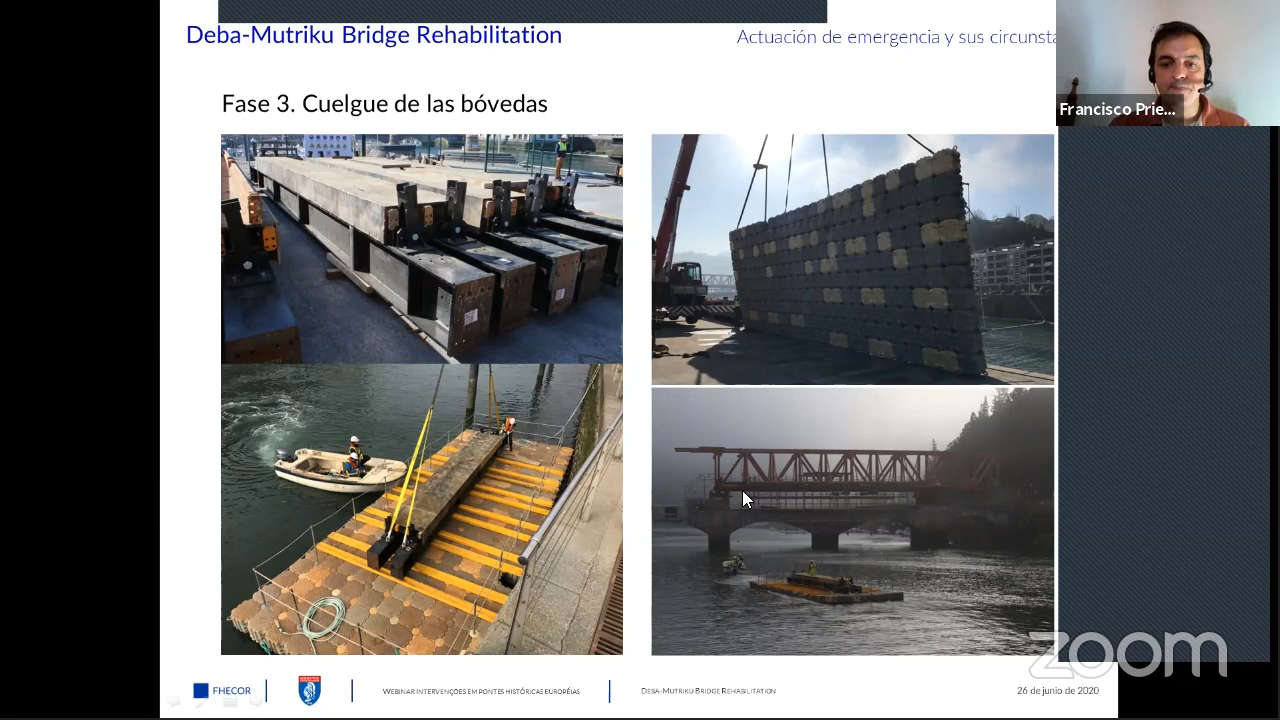 Deba-Mutriku Bridge Rehabilitation
Actuación de emergencia y sus circunsta
Francisco Prie...
Fase 3. Cuelgue de las bóvedas
zoom
FHECOR
WEBINAR INTERVENÇÕES EM PONTES HISTÓRICAS EUROPÉIAS
DEBA-MUTRIKU BRIDGE REHABILITATION
26 de junio de 2020